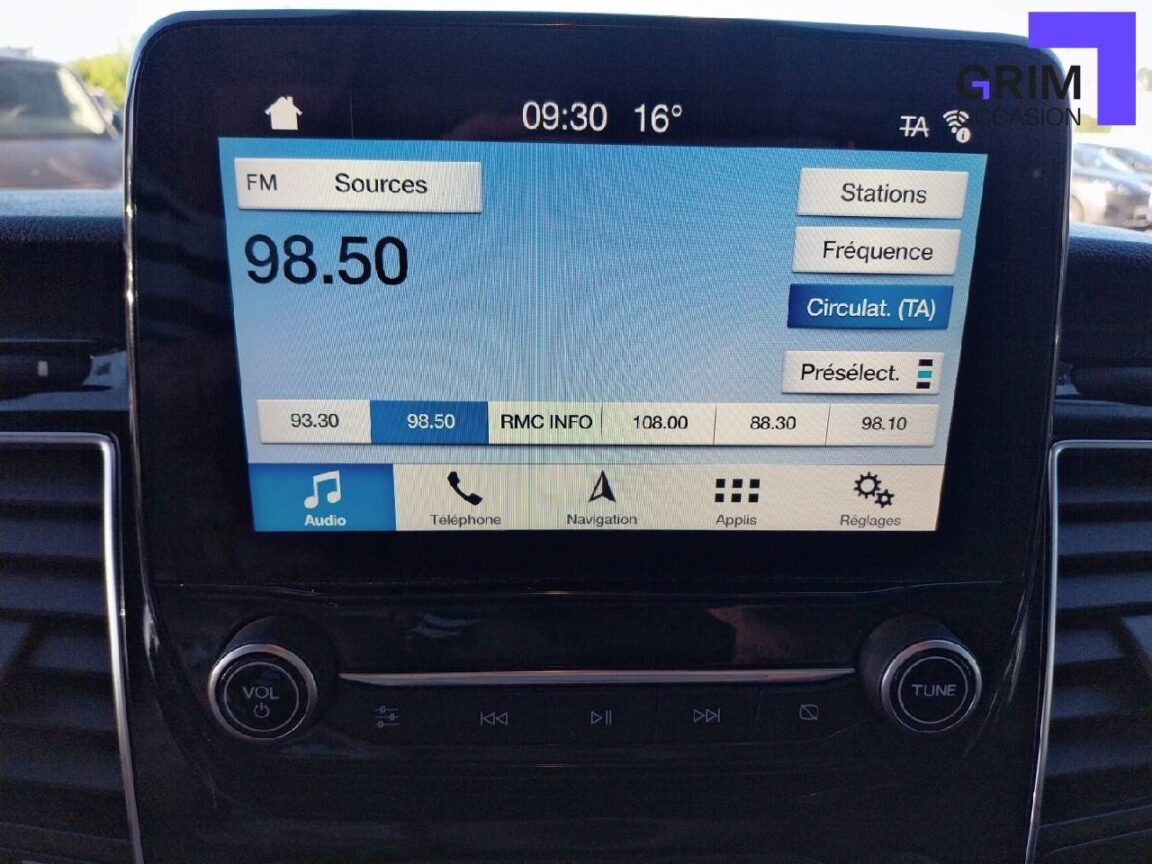 GRIM
OCCASION
09:30 16° TA
FM Sources
98.50
Stations
Fréquence
Circulat. (TA)
Présélect.
93.30 98.50 RMC INFO 108.00 88.30 98.10
Audio Téléphone Navigation Applis Réglages
VOL
TUNE